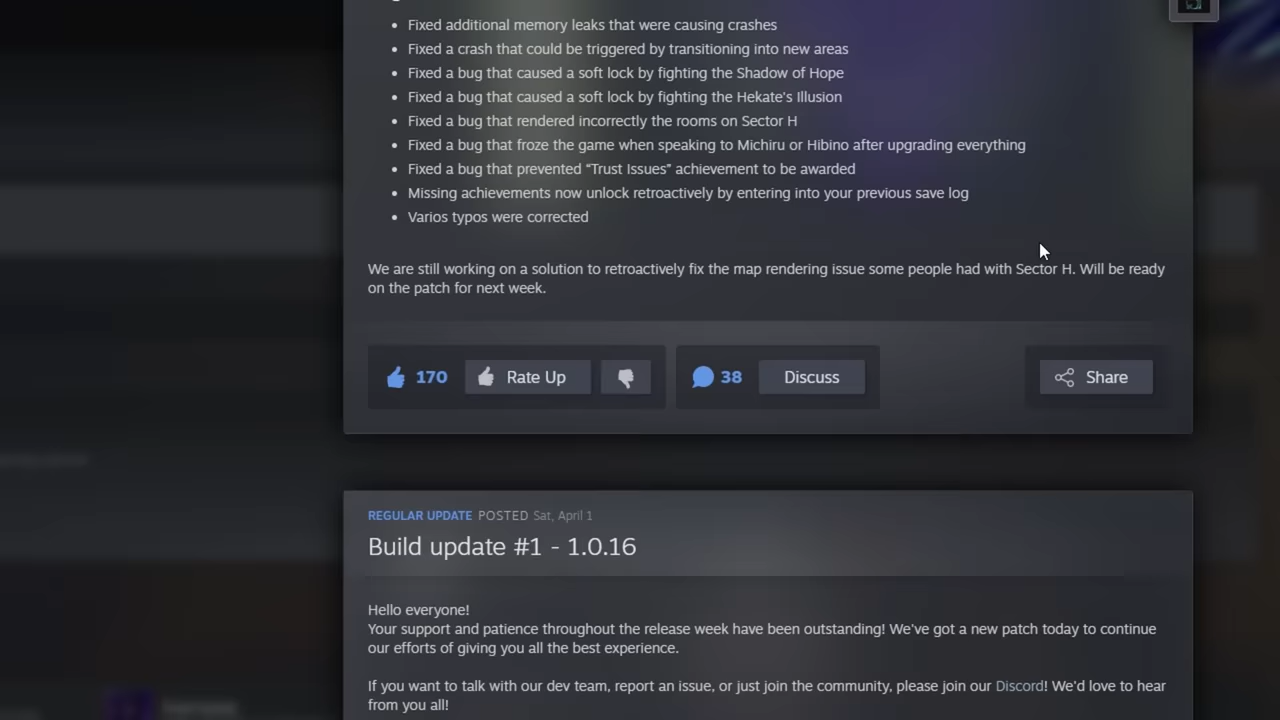 Fixed additional memory leaks that were causing crashes
Fixed a crash that could be triggered by transitioning into new areas
Fixed a bug that caused a soft lock by fighting the Shadow of Hope
Fixed a bug that caused a soft lock by fighting the Hekate's Illusion
Fixed a bug that rendered incorrectly the rooms on Sector H
Fixed a bug that froze the game when speaking to Michiru or Hibino after upgrading everything
Fixed a bug that prevented “Trust Issues” achievement to be awarded
Missing achievements now unlock retroactively by entering into your previous save log
Varios typos were corrected
We are still working on a solution to retroactively fix the map rendering issue some people had with Sector H. Will be ready
on the patch for next week.
170 Rate Up 38 Discuss Share
REGULAR UPDATE POSTED Sat, April 1
Build update #1 - 1.0.16
Hello everyone!
Your support and patience throughout the release week have been outstanding! We've got a new patch today to continue
our efforts of giving you all the best experience.
If you want to talk with our dev team, report an issue, or just join the community, please join our Discord! We'd love to hear
from you all!